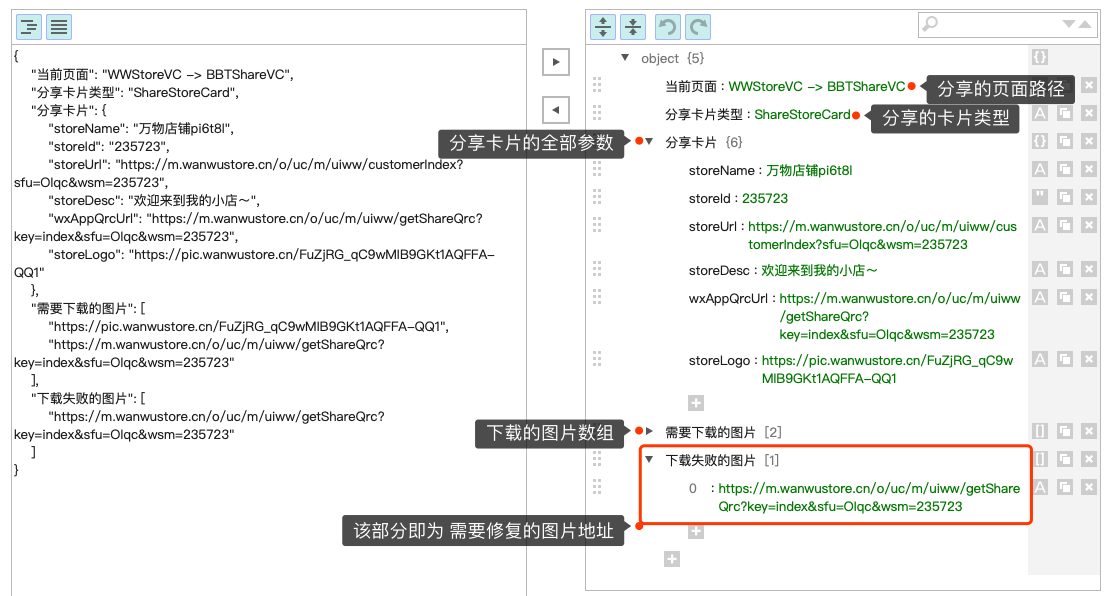 {
"当前页面": "WWStoreVC -> BBTShareVC",
"分享卡片类型": "ShareStoreCard",
"分享卡片": {
"storeName": "万物店铺pi6t8l",
"storeId": "235723",
"storeUrl": "https://m.wanwustore.cn/o/uc/m/uiww/customerIndex?
sfu=Olqc&wsm=235723",
"storeDesc": "欢迎来到我的小店～",
"wxAppQrcUrl": "https://m.wanwustore.cn/o/uc/m/uiww/getShareQrc?
key=index&sfu=Olqc&wsm=235723",
"storeLogo": "https://pic.wanwustore.cn/FuZjRG_qC9wMlB9GKt1AQFFA-
QQ1"
},
"需要下载的图片": [
"https://pic.wanwustore.cn/FuZjRG_qC9wMlB9GKt1AQFFA-QQ1",
"https://m.wanwustore.cn/o/uc/m/uiww/getShareQrc?
key=index&sfu=Olqc&wsm=235723"
],
"下载失败的图片": [
"https://m.wanwustore.cn/o/uc/m/uiww/getShareQrc?
key=index&sfu=Olqc&wsm=235723"
]
}
object {5}
当前页面 : WWStoreVC -> BBTShareVC
分享的页面路径
分享卡片类型 : ShareStoreCard
分享的卡片类型
分享卡片的全部参数
分享卡片 {6}
storeName : 万物店铺pi6t8l
storeId : 235723
storeUrl : https://m.wanwustore.cn/o/uc/m/uiww/cus
tomerIndex?sfu=Olqc&wsm=235723
storeDesc : 欢迎来到我的小店～
wxAppQrcUrl : https://m.wanwustore.cn/o/uc/m/uiww
/getShareQrc?
key=index&sfu=Olqc&wsm=235723
storeLogo : https://pic.wanwustore.cn/FuZjRG_qC9w
MlB9GKt1AQFFA-QQ1
下载的图片数组
需要下载的图片 [2]
下载失败的图片 [1]
0 : https://m.wanwustore.cn/o/uc/m/uiww/getShare
Qrc?key=index&sfu=Olqc&wsm=235723
该部分即为 需要修复的图片地址